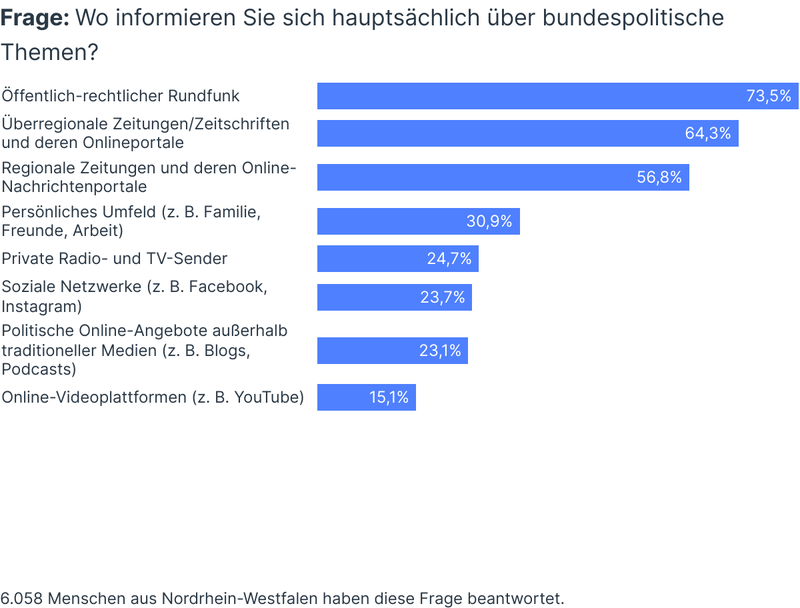 Frage: Wo informieren Sie sich hauptsächlich über bundespolitische
Themen?
Öffentlich-rechtlicher Rundfunk
73,5%
Überregionale Zeitungen/Zeitschriften
und deren Onlineportale
64,3%
Regionale Zeitungen und deren Online-
Nachrichtenportale
56,8%
Persönliches Umfeld (z. B. Familie,
Freunde, Arbeit)
30,9%
Private Radio- und TV-Sender
24,7%
Soziale Netzwerke (z. B. Facebook,
Instagram)
23,7%
Politische Online-Angebote außerhalb
traditioneller Medien (z. B. Blogs,
Podcasts)
23,1%
Online-Videoplattformen (z. B. YouTube)
15,1%
6.058 Menschen aus Nordrhein-Westfalen haben diese Frage beantwortet.